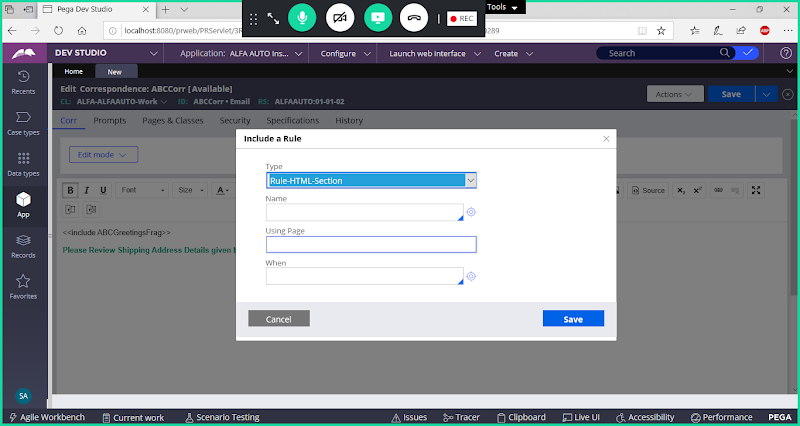 Pega Dev Studio
Tools
REC
localhost:8080/prweb/PRServlet/3R
0289
DEV STUDIO
Application: ALFA AUTO Ins...
Configure
Launch web interface
Create
Search
Home
New
Recents
Edit Correspondence: ABCCorr [Available]
CL: ALFA-ALFAAUTO-Work
ID: ABCCorr • Email
RS: ALFAAUTO:01-01-02
Actions
Save
Case types
Corr
Prompts
Pages & Classes
Security
Specifications
History
Include a Rule
Data types
Edit mode
Type
Rule-HTML-Section
B I U
Font
Size
A
Source
App
Name
<<include ABCGreetingsFrag>>
Using Page
Please Review Shipping Address Details given
Records
When
Favorites
Cancel
Save
SA
Agile Workbench
Current work
Scenario Testing
Issues
Tracer
Clipboard
Live UI
Accessibility
Performance
PEGA